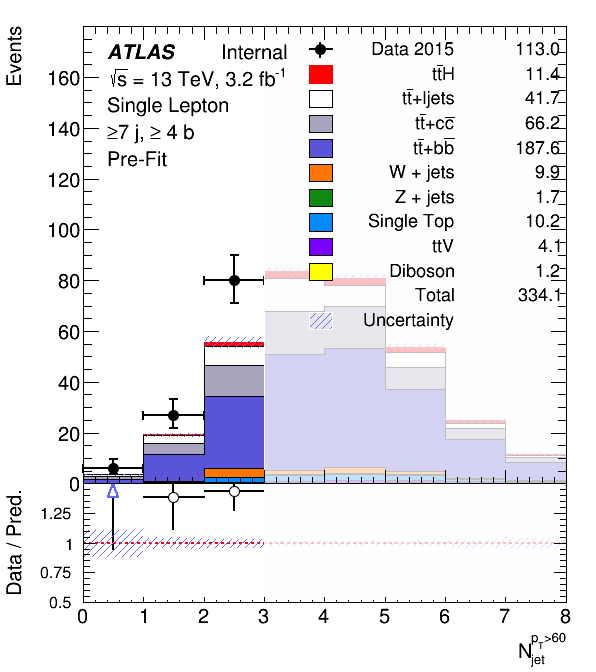 Events
ATLAS Internal
√s = 13 TeV, 3.2 fb⁻¹
Single Lepton
≥7 j, ≥ 4 b
Pre-Fit
Data 2015 113.0
tt̄H 11.4
tt̄+ljets 41.7
tt̄+cc̄ 66.2
tt̄+bb̄ 187.6
W + jets 9.9
Z + jets 1.7
Single Top 10.2
ttV 4.1
Diboson 1.2
Total 334.1
Uncertainty
160
140
120
100
80
60
40
20
0
Data / Pred.
1.25
1
0.75
0.5
0 1 2 3 4 5 6 7 8
N_jet^{p_T>60}